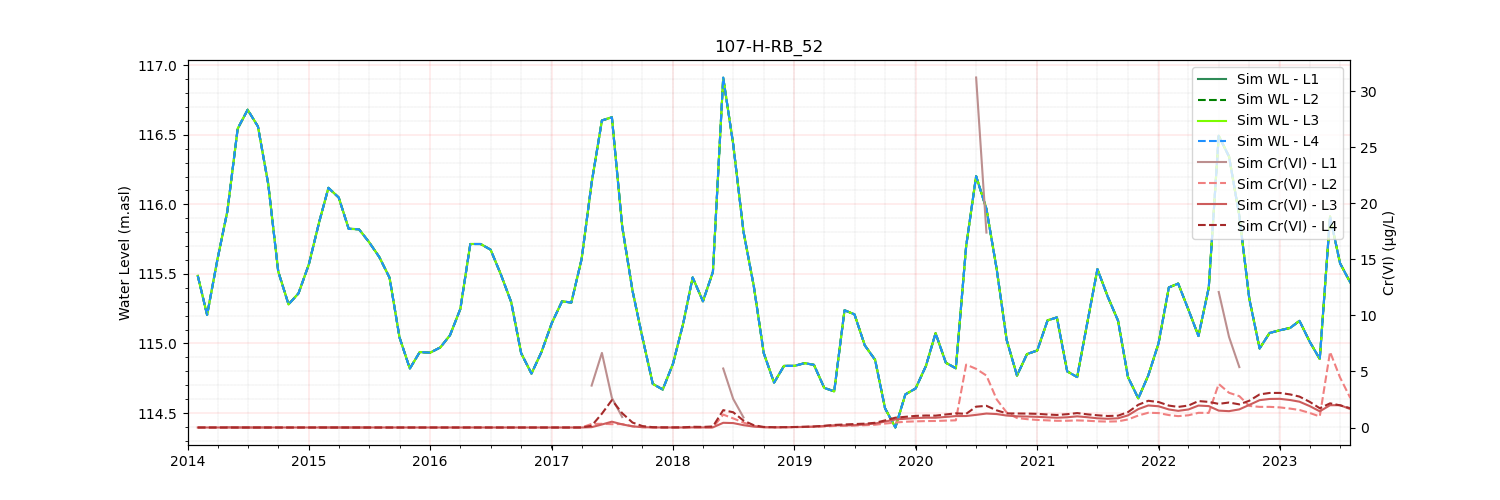 107-H-RB_52
117.0
116.5
116.0
115.5
115.0
114.5
Water Level (m.asl)
30
25
20
15
10
5
0
Cr(VI) (µg/L)
Sim WL - L1
Sim WL - L2
Sim WL - L3
Sim WL - L4
Sim Cr(VI) - L1
Sim Cr(VI) - L2
Sim Cr(VI) - L3
Sim Cr(VI) - L4
2014 2015 2016 2017 2018 2019 2020 2021 2022 2023